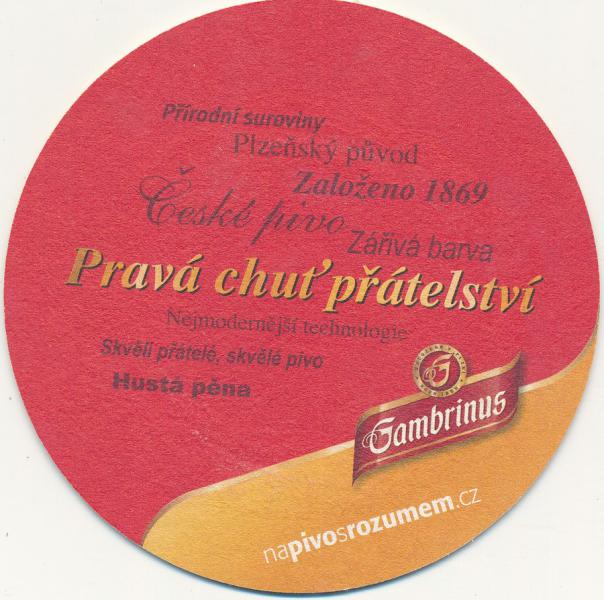 Přírodní suroviny
Plzeňský původ
Založeno 1869
České pivo
Zářivá barva
Pravá chuť přátelství
Nejmodernější technologie
Skvělí přátelé, skvělé pivo
Hustá pěna
Gambrinus
napivosrozumem.cz